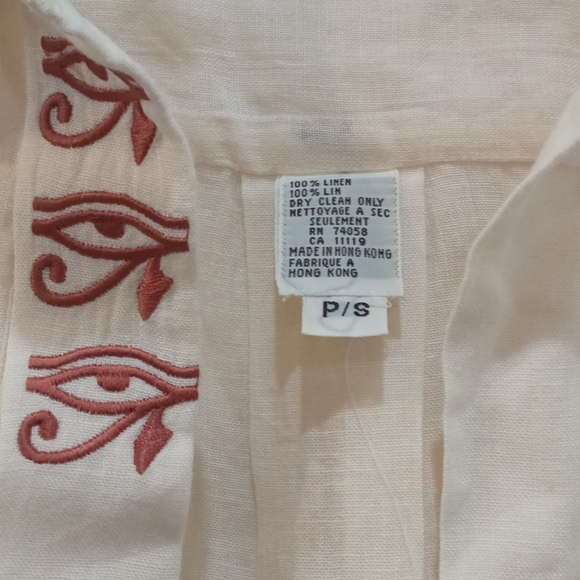 100% LINEN
100% LIN
DRY CLEAN ONLY
NETTOYAGE A SEC
SEULEMENT
RN 74058
CA 11119
MADE IN HONG KONG
FABRIQUE A
HONG KONG
P/S